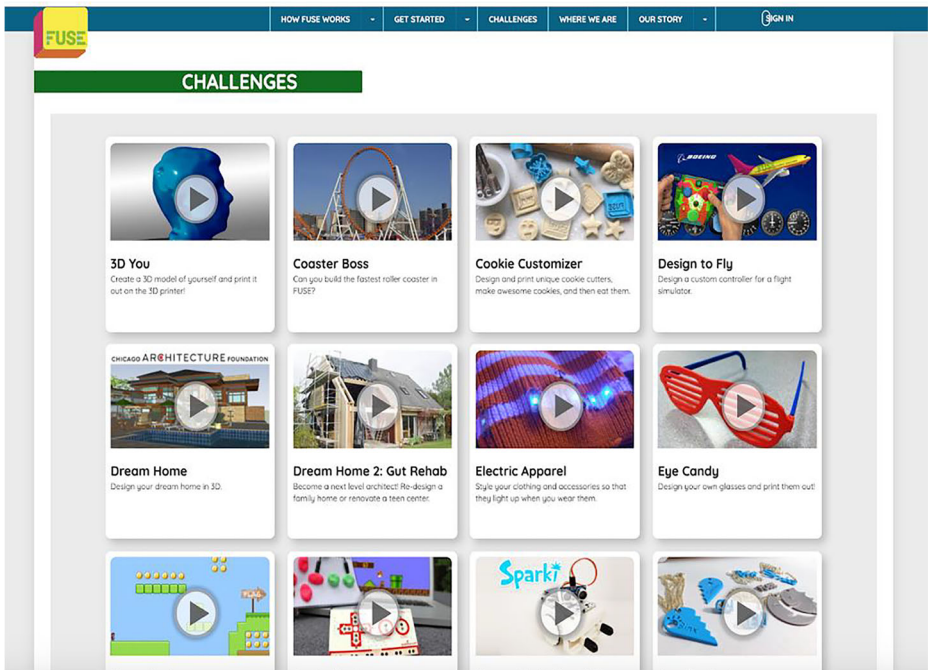 HOW FUSE WORKS
GET STARTED
CHALLENGES
WHERE WE ARE
OUR STORY
SIGN IN
FUSE
CHALLENGES
BOEING
3D You
Create a 3D model of yourself and print it
out on the 3D printer!
Coaster Boss
Can you build the fastest roller coaster in
FUSE?
Cookie Customizer
Design and print unique cookie cutters,
make awesome cookies, and then eat them.
Design to Fly
Design a custom controller for a flight
simulator.
CHICAGO ARCHITECTURE FOUNDATION
Dream Home
Design your dream home in 3D.
Dream Home 2: Gut Rehab
Become a next level architect! Re-design a
family home or renovate a teen center.
Electric Apparel
Style your clothing and accessories so that
they light up when you wear them.
Eye Candy
Design your own glasses and print them out!
FLAG
Sparki